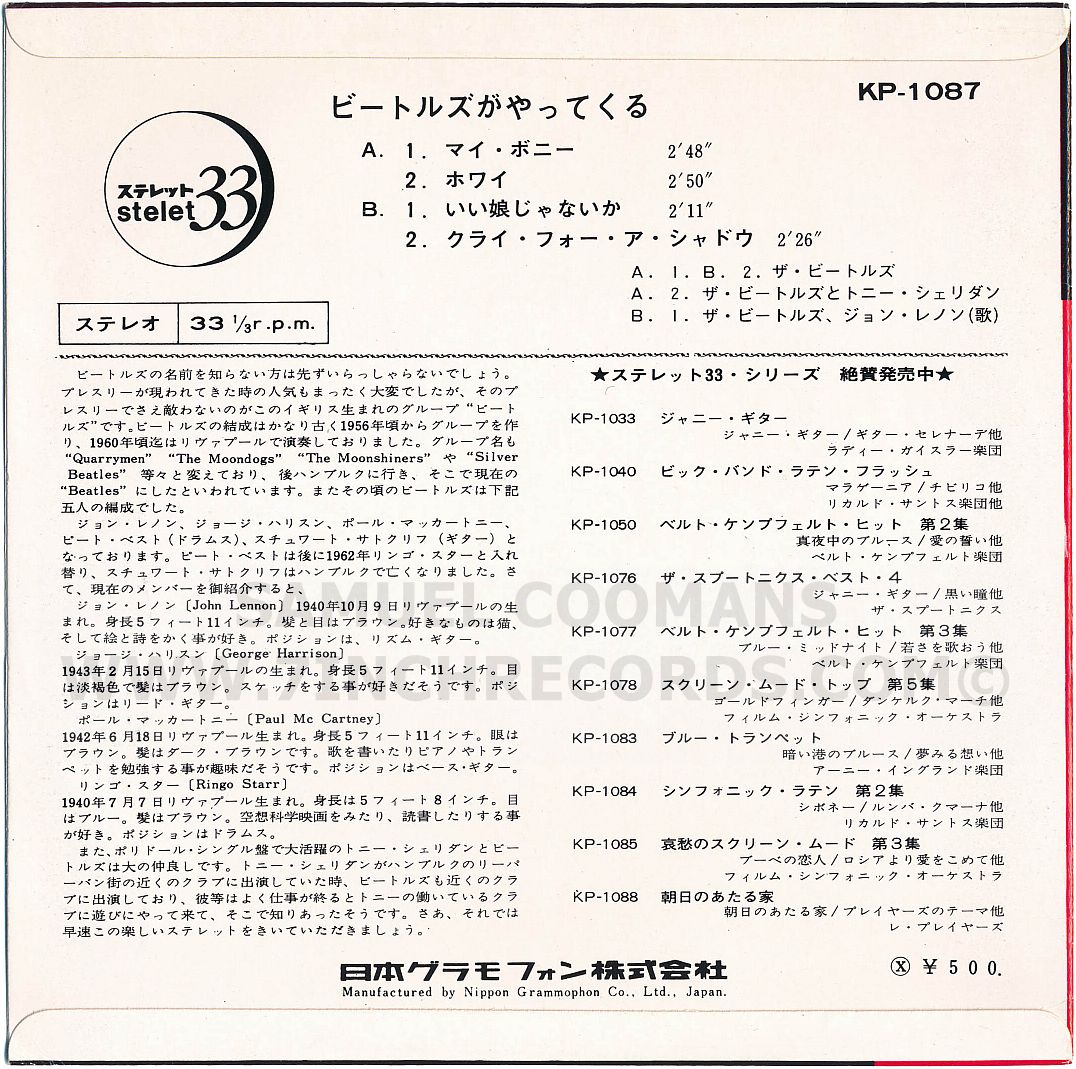 KP-1087
ビートルズがやってくる
ステレット
stelet 33
A. 1. マイ・ボニー 2′48″
2. ホワイ 2′50″
B. 1. いい娘じゃないか 2′11″
2. クライ・フォー・ア・シャドウ 2′26″
A. 1. B. 2. ザ・ビートルズ
A. 2. ザ・ビートルズとトニー・シェリダン
B. 1. ザ・ビートルズ、ジョン・レノン(歌)
ステレオ 33 1/3 r.p.m.
ビートルズの名前を知らない方は先ずいらっしゃらないでしょう。
プレスリーが現われてきた時の人気もまったく大変でしたが、そのプ
レスリーでさえ敵わないのがこのイギリス生まれのグループ“ビート
ルズ”です。ビートルズの結成はかなり古く1956年頃からグループを作
り、1960年頃迄はリヴァプールで演奏しておりました。グループ名も
“Quarrymen” “The Moondogs” “The Moonshiners” や “Silver
Beatles” 等々と変えており、後ハンブルクに行き、そこで現在の
“Beatles” にしたといわれています。またその頃のビートルズは下記
五人の編成でした。
ジョン・レノン、ジョージ・ハリスン、ポール・マッカートニー、
ピート・ベスト(ドラムス)、スチュワート・サトクリフ(ギター)と
なっております。ピート・ベストは後に1962年リンゴ・スターと入れ
替り、スチュワート・サトクリフはハンブルクで亡くなりました。さ
て、現在のメンバーを御紹介すると、
ジョン・レノン〔John Lennon〕1940年10月9日リヴァプールの生
まれ。身長5フィート11インチ。髪と目はブラウン。好きなものは猫、
そして絵と詩をかく事が好き。ポジションは、リズム・ギター。
ジョージ・ハリスン〔George Harrison〕
1943年2月15日リヴァプールの生まれ。身長5フィート11インチ。目
は淡褐色で髪はブラウン。スケッチをする事が好きだそうです。ポジ
ションはリード・ギター。
ポール・マッカートニー〔Paul Mc Cartney〕
1942年6月18日リヴァプール生まれ。身長5フィート11インチ。眼は
ブラウン。髪はダーク・ブラウンです。歌を書いたりピアノやトラン
ペットを勉強する事が趣味だそうです。ポジションはベース・ギター。
リンゴ・スター〔Ringo Starr〕
1940年7月7日リヴァプール生まれ。身長は5フィート8インチ。目
はブルー。髪はブラウン。空想科学映画をみたり、読書したりする事
が好き。ポジションはドラムス。
また、ポリドール・シングル盤で大活躍のトニー・シェリダンとビー
トルズは大の仲良しです。トニー・シェリダンがハンブルクのリーパ
ーバン街の近くのクラブに出演していた時、ビートルズも近くのクラ
ブに出演しており、彼等はよく仕事が終るとトニーの働いているクラ
ブに遊びにやって来て、そこで知りあったそうです。さあ、それでは
早速この楽しいステレットをきいていただきましょう。
★ステレット33・シリーズ 絶賛発売中★
KP-1033 ジャニー・ギター
ジャニー・ギター/ギター・セレナーデ他
ラディー・ガイスラー楽団
KP-1040 ビック・バンド・ラテン・フラッシュ
マラゲーニア/チビリコ他
リカルド・サントス楽団他
KP-1050 ベルト・ケンプフェルト・ヒット 第2集
真夜中のブルース/愛の誓い他
ベルト・ケンプフェルト楽団
KP-1076 ザ・スプートニクス・ベスト・4
ジャニー・ギター/黒い瞳他
ザ・スプートニクス
KP-1077 ベルト・ケンプフェルト・ヒット 第3集
ブルー・ミッドナイト/若さを歌おう他
ベルト・ケンプフェルト楽団
KP-1078 スクリーン・ムード・トップ 第5集
ゴールドフィンガー/ダンケルク・マーチ他
フィルム・シンフォニック・オーケストラ
KP-1083 ブルー・トランペット
暗い港のブルース/夢みる想い他
アーニー・イングランド楽団
KP-1084 シンフォニック・ラテン 第2集
シボネー/ルンバ・クマーナ他
リカルド・サントス楽団
KP-1085 哀愁のスクリーン・ムード 第3集
ブーベの恋人/ロシアより愛をこめて他
フィルム・シンフォニック・オーケストラ
KP-1088 朝日のあたる家
朝日のあたる家/プレイヤーズのテーマ他
レ・プレイヤーズ
SAMUEL COOMANS
日本グラモフォン株式会社
Manufactured by Nippon Grammophon Co., Ltd., Japan.
Ⓧ ¥500.